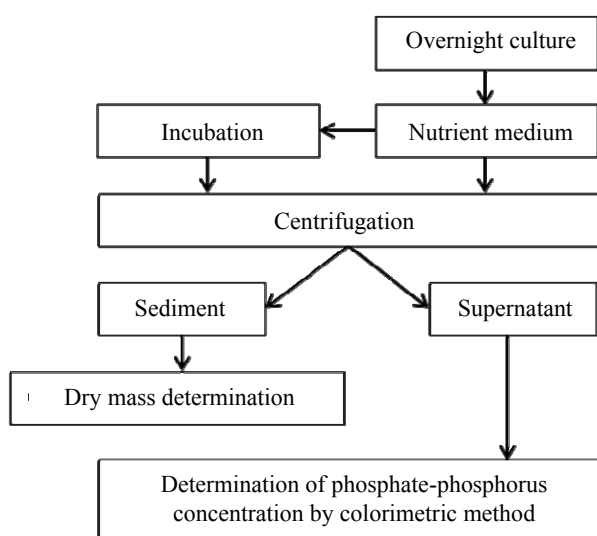 Overnight culture
Incubation
Nutrient medium
Centrifugation
Sediment
Supernatant
Dry mass determination
Determination of phosphate-phosphorus
concentration by colorimetric method